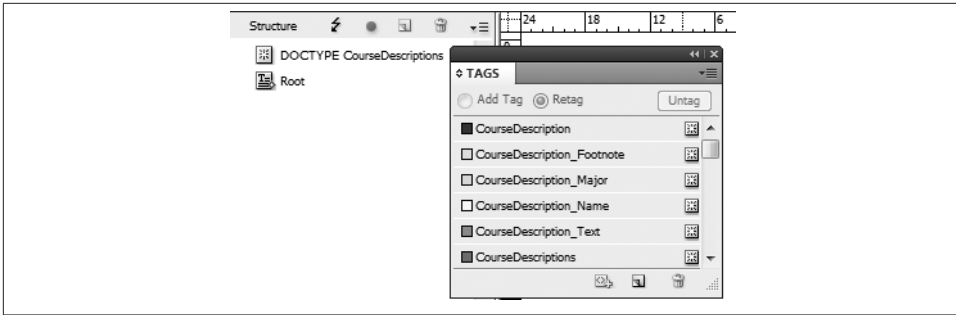 Structure
24 18 12 6
DOCTYPE CourseDescriptions
Root
TAGS
Add Tag Retag Untag
CourseDescription
CourseDescription_Footnote
CourseDescription_Major
CourseDescription_Name
CourseDescription_Text
CourseDescriptions